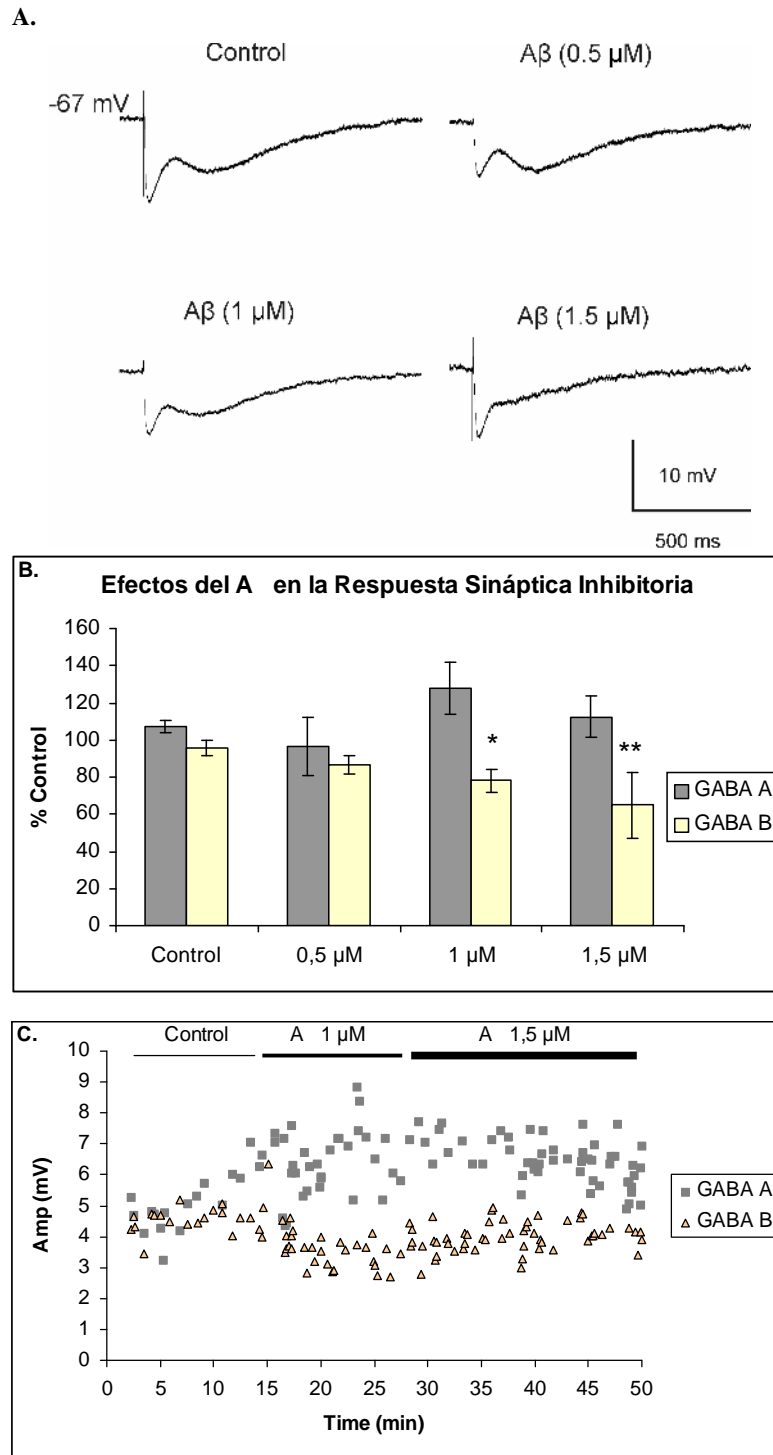 A.
Control
Aβ (0.5 µM)
-67 mV
Aβ (1 µM)
Aβ (1.5 µM)
10 mV
500 ms
B.
Efectos del A en la Respuesta Sináptica Inhibitoria
160
140
120
100
80
60
40
20
0
% Control
*
**
Control
0,5 µM
1 µM
1,5 µM
GABA A
GABA B
C.
Control
A 1 µM
A 1,5 µM
10
9
8
7
6
5
4
3
2
1
0
Amp (mV)
0 5 10 15 20 25 30 35 40 45 50
Time (min)
GABA A
GABA B